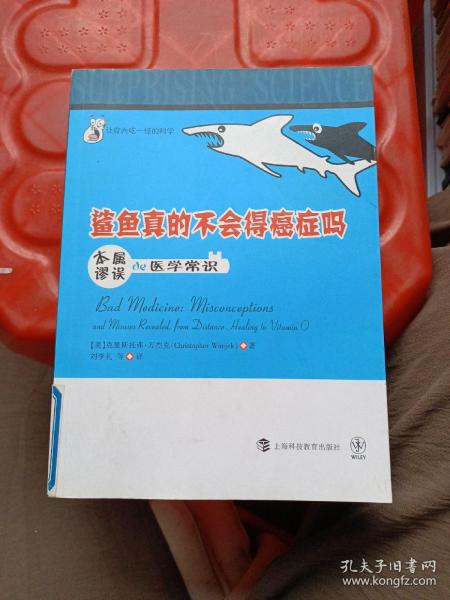 SURPRISING SCIENCE
让你大吃一惊的科学
鲨鱼真的不会得癌症吗
本属
谬误
de 医学常识
Bad Medicine: Misconceptions
and Misuses Revealed, from Distance Healing to Vitamin O
【美】克里斯托弗·万杰克(Christopher Wanjek) 著
刘学礼 等 译
上海科技教育出版社
WILEY
孔夫子旧书网
www.kongfz.com